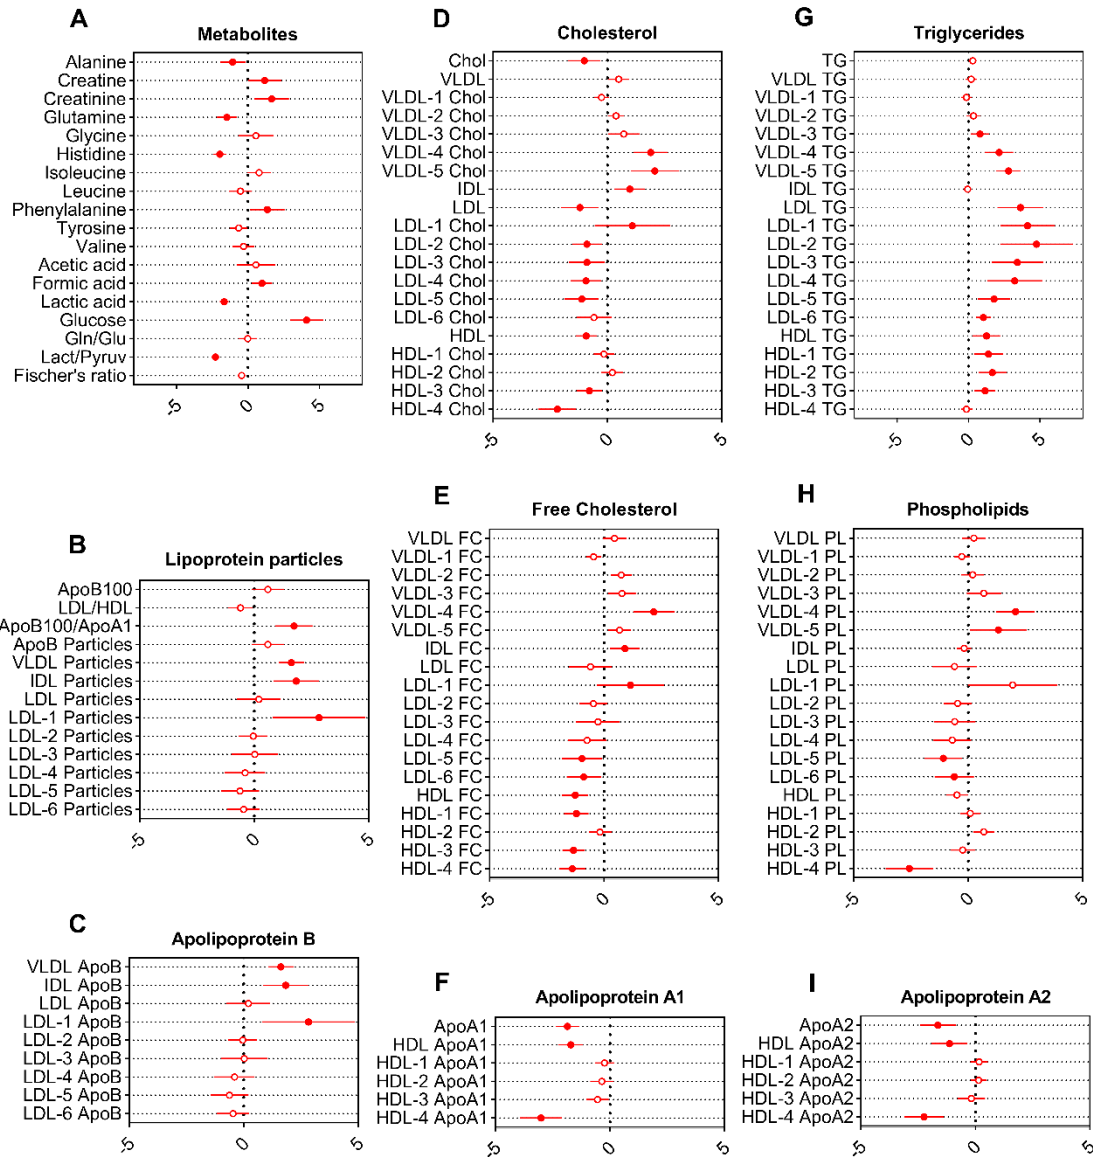 A
Metabolites
Alanine
Creatine
Creatinine
Glutamine
Glycine
Histidine
Isoleucine
Leucine
Phenylalanine
Tyrosine
Valine
Acetic acid
Formic acid
Lactic acid
Glucose
Gln/Glu
Lact/Pyruv
Fischer's ratio
-5 0 5
B
Lipoprotein particles
ApoB100
LDL/HDL
ApoB100/ApoA1
ApoB Particles
VLDL Particles
IDL Particles
LDL Particles
LDL-1 Particles
LDL-2 Particles
LDL-3 Particles
LDL-4 Particles
LDL-5 Particles
LDL-6 Particles
-5 0 5
C
Apolipoprotein B
VLDL ApoB
IDL ApoB
LDL ApoB
LDL-1 ApoB
LDL-2 ApoB
LDL-3 ApoB
LDL-4 ApoB
LDL-5 ApoB
LDL-6 ApoB
-5 0 5
D
Cholesterol
Chol
VLDL
VLDL-1 Chol
VLDL-2 Chol
VLDL-3 Chol
VLDL-4 Chol
VLDL-5 Chol
IDL
LDL
LDL-1 Chol
LDL-2 Chol
LDL-3 Chol
LDL-4 Chol
LDL-5 Chol
LDL-6 Chol
HDL
HDL-1 Chol
HDL-2 Chol
HDL-3 Chol
HDL-4 Chol
-5 0 5
E
Free Cholesterol
VLDL FC
VLDL-1 FC
VLDL-2 FC
VLDL-3 FC
VLDL-4 FC
VLDL-5 FC
IDL FC
LDL FC
LDL-1 FC
LDL-2 FC
LDL-3 FC
LDL-4 FC
LDL-5 FC
LDL-6 FC
HDL FC
HDL-1 FC
HDL-2 FC
HDL-3 FC
HDL-4 FC
-5 0 5
F
Apolipoprotein A1
ApoA1
HDL ApoA1
HDL-1 ApoA1
HDL-2 ApoA1
HDL-3 ApoA1
HDL-4 ApoA1
-5 0 5
G
Triglycerides
TG
VLDL TG
VLDL-1 TG
VLDL-2 TG
VLDL-3 TG
VLDL-4 TG
VLDL-5 TG
IDL TG
LDL TG
LDL-1 TG
LDL-2 TG
LDL-3 TG
LDL-4 TG
LDL-5 TG
LDL-6 TG
HDL TG
HDL-1 TG
HDL-2 TG
HDL-3 TG
HDL-4 TG
-5 0 5
H
Phospholipids
VLDL PL
VLDL-1 PL
VLDL-2 PL
VLDL-3 PL
VLDL-4 PL
VLDL-5 PL
IDL PL
LDL PL
LDL-1 PL
LDL-2 PL
LDL-3 PL
LDL-4 PL
LDL-5 PL
LDL-6 PL
HDL PL
HDL-1 PL
HDL-2 PL
HDL-3 PL
HDL-4 PL
-5 0 5
I
Apolipoprotein A2
ApoA2
HDL ApoA2
HDL-1 ApoA2
HDL-2 ApoA2
HDL-3 ApoA2
HDL-4 ApoA2
-5 0 5